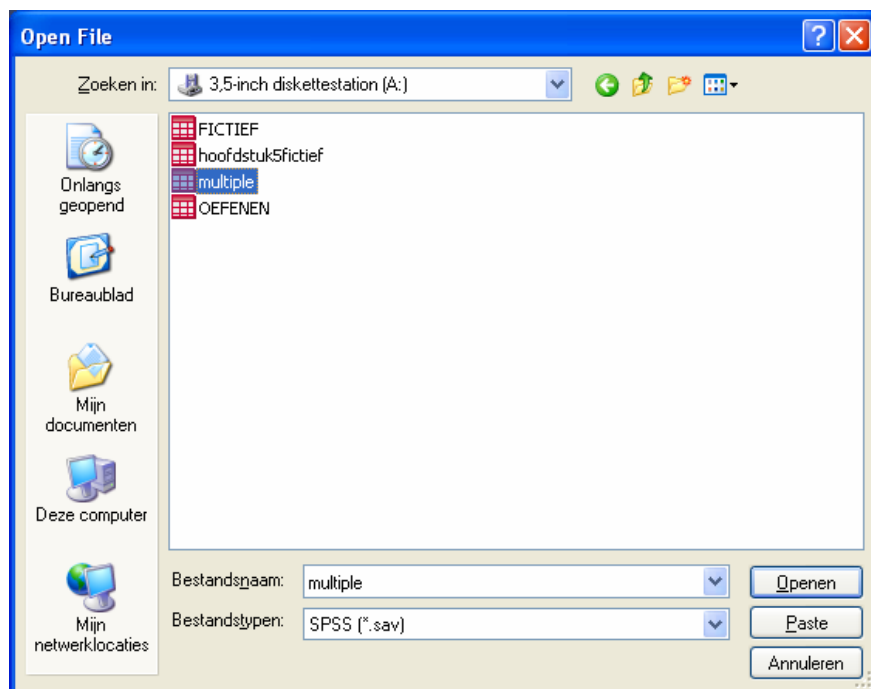 Open File
Zoeken in:
3,5-inch diskettestation (A:)
FICTIEF
hoofdstuk5fictief
multiple
OEFENEN
Onlangs
geopend
Bureaublad
Mijn
documenten
Deze computer
Mijn
netwerklocaties
Bestandsnaam:
multiple
Openen
Bestandstypen:
SPSS (*.sav)
Paste
Annuleren